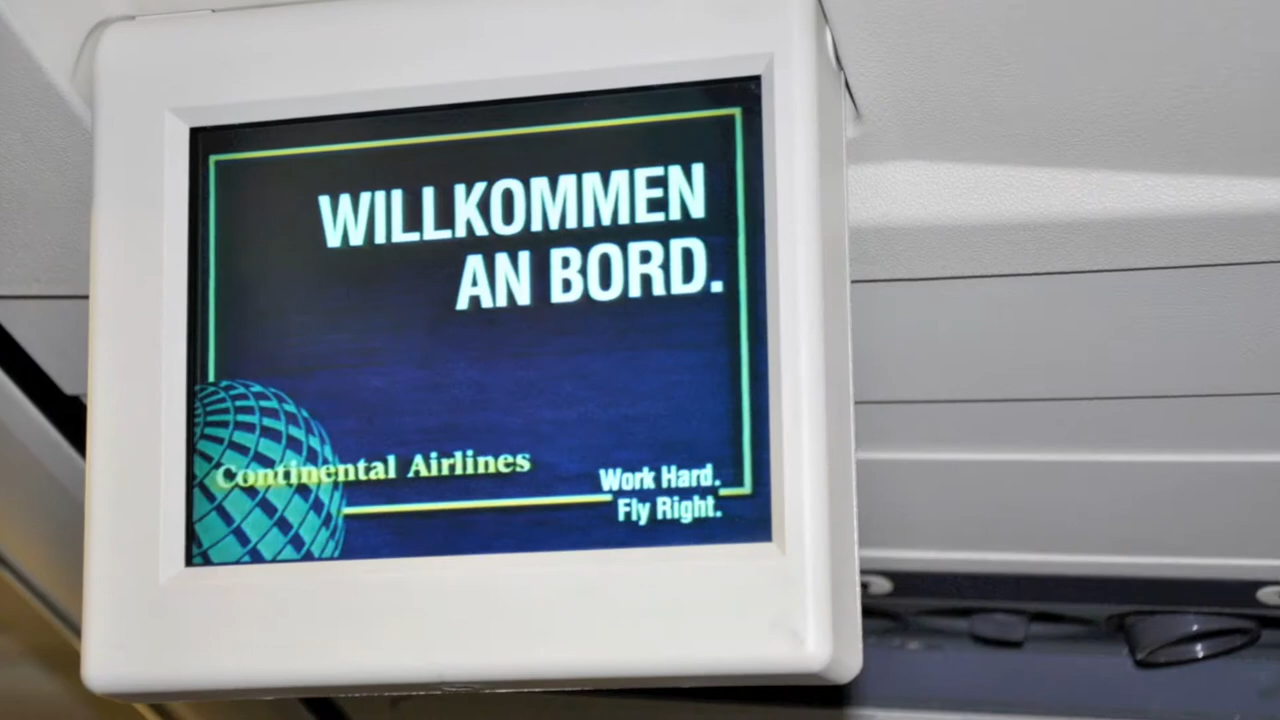 WILLKOMMEN
AN BORD.
Continental Airlines
Work Hard.
Fly Right.